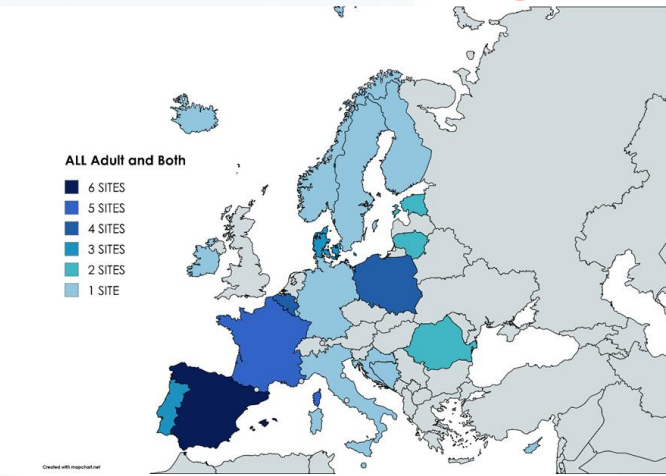 ALL Adult and Both
6 SITES
5 SITES
4 SITES
3 SITES
2 SITES
1 SITE
Created with mapchart.net